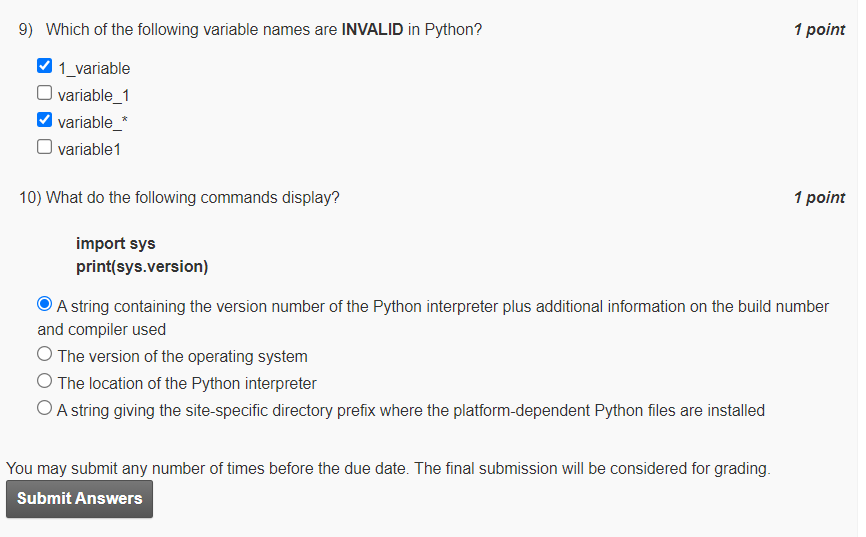 9) Which of the following variable names are INVALID in Python?
1 point
1_variable
variable_1
variable_*
variable1
10) What do the following commands display?
1 point
import sys
print(sys.version)
A string containing the version number of the Python interpreter plus additional information on the build number
and compiler used
The version of the operating system
The location of the Python interpreter
A string giving the site-specific directory prefix where the platform-dependent Python files are installed
You may submit any number of times before the due date. The final submission will be considered for grading.
Submit Answers